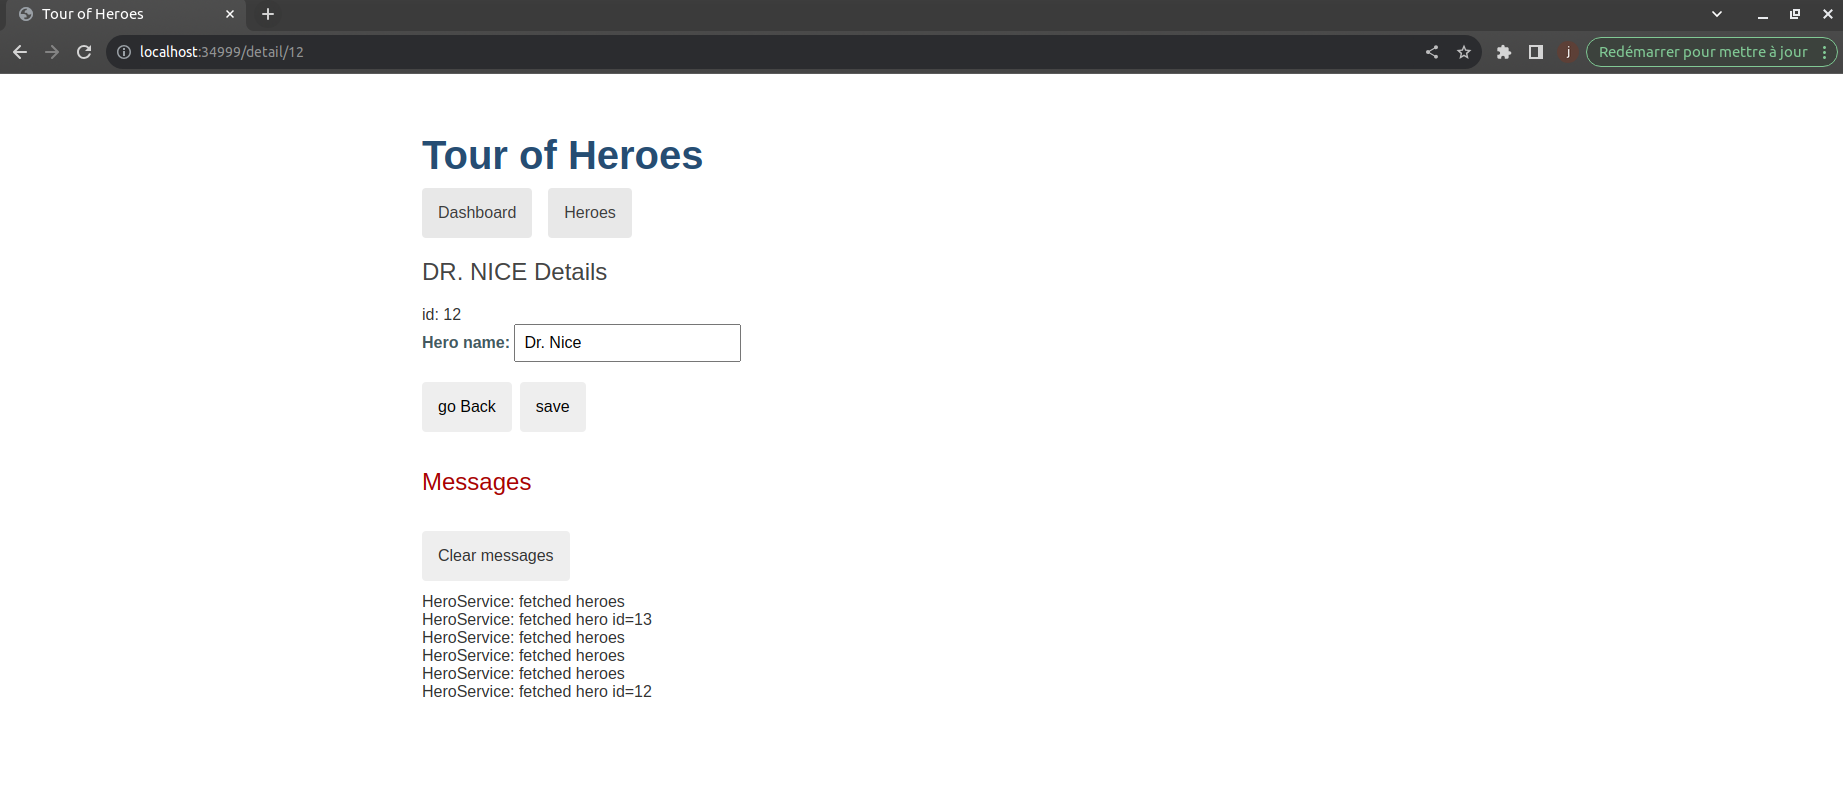 Tour of Heroes
localhost:34999/detail/12
j
Redémarrer pour mettre à jour
Tour of Heroes
Dashboard Heroes
DR. NICE Details
id: 12
Hero name: Dr. Nice
go Back save
Messages
Clear messages
HeroService: fetched heroes
HeroService: fetched hero id=13
HeroService: fetched heroes
HeroService: fetched heroes
HeroService: fetched heroes
HeroService: fetched hero id=12